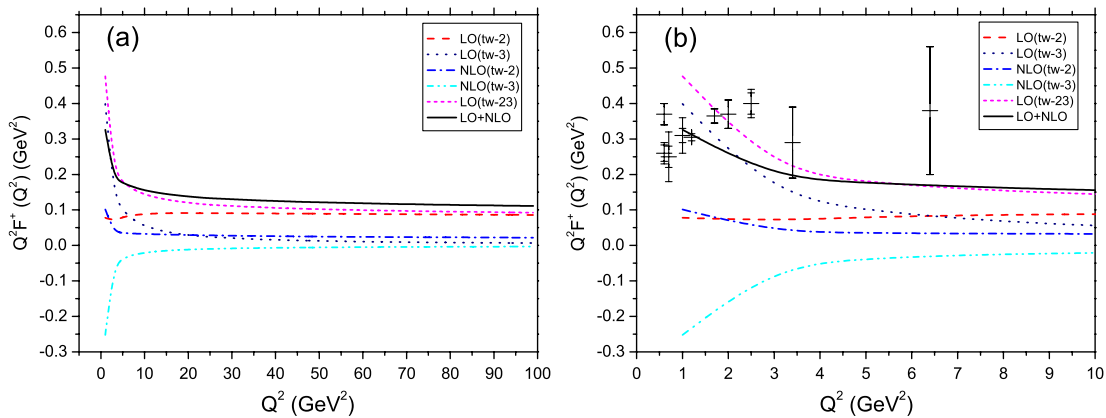 (a)
LO(tw-2)
LO(tw-3)
NLO(tw-2)
NLO(tw-3)
LO(tw-23)
LO+NLO
0.6
0.5
0.4
0.3
0.2
0.1
0.0
-0.1
-0.2
-0.3
Q²F⁺ (Q²) (GeV²)
0 10 20 30 40 50 60 70 80 90 100
Q² (GeV²)
(b)
LO(tw-2)
LO(tw-3)
NLO(tw-2)
NLO(tw-3)
LO(tw-23)
LO+NLO
0.6
0.5
0.4
0.3
0.2
0.1
0.0
-0.1
-0.2
-0.3
Q²F⁺ (Q²) (GeV²)
0 1 2 3 4 5 6 7 8 9 10
Q² (GeV²)